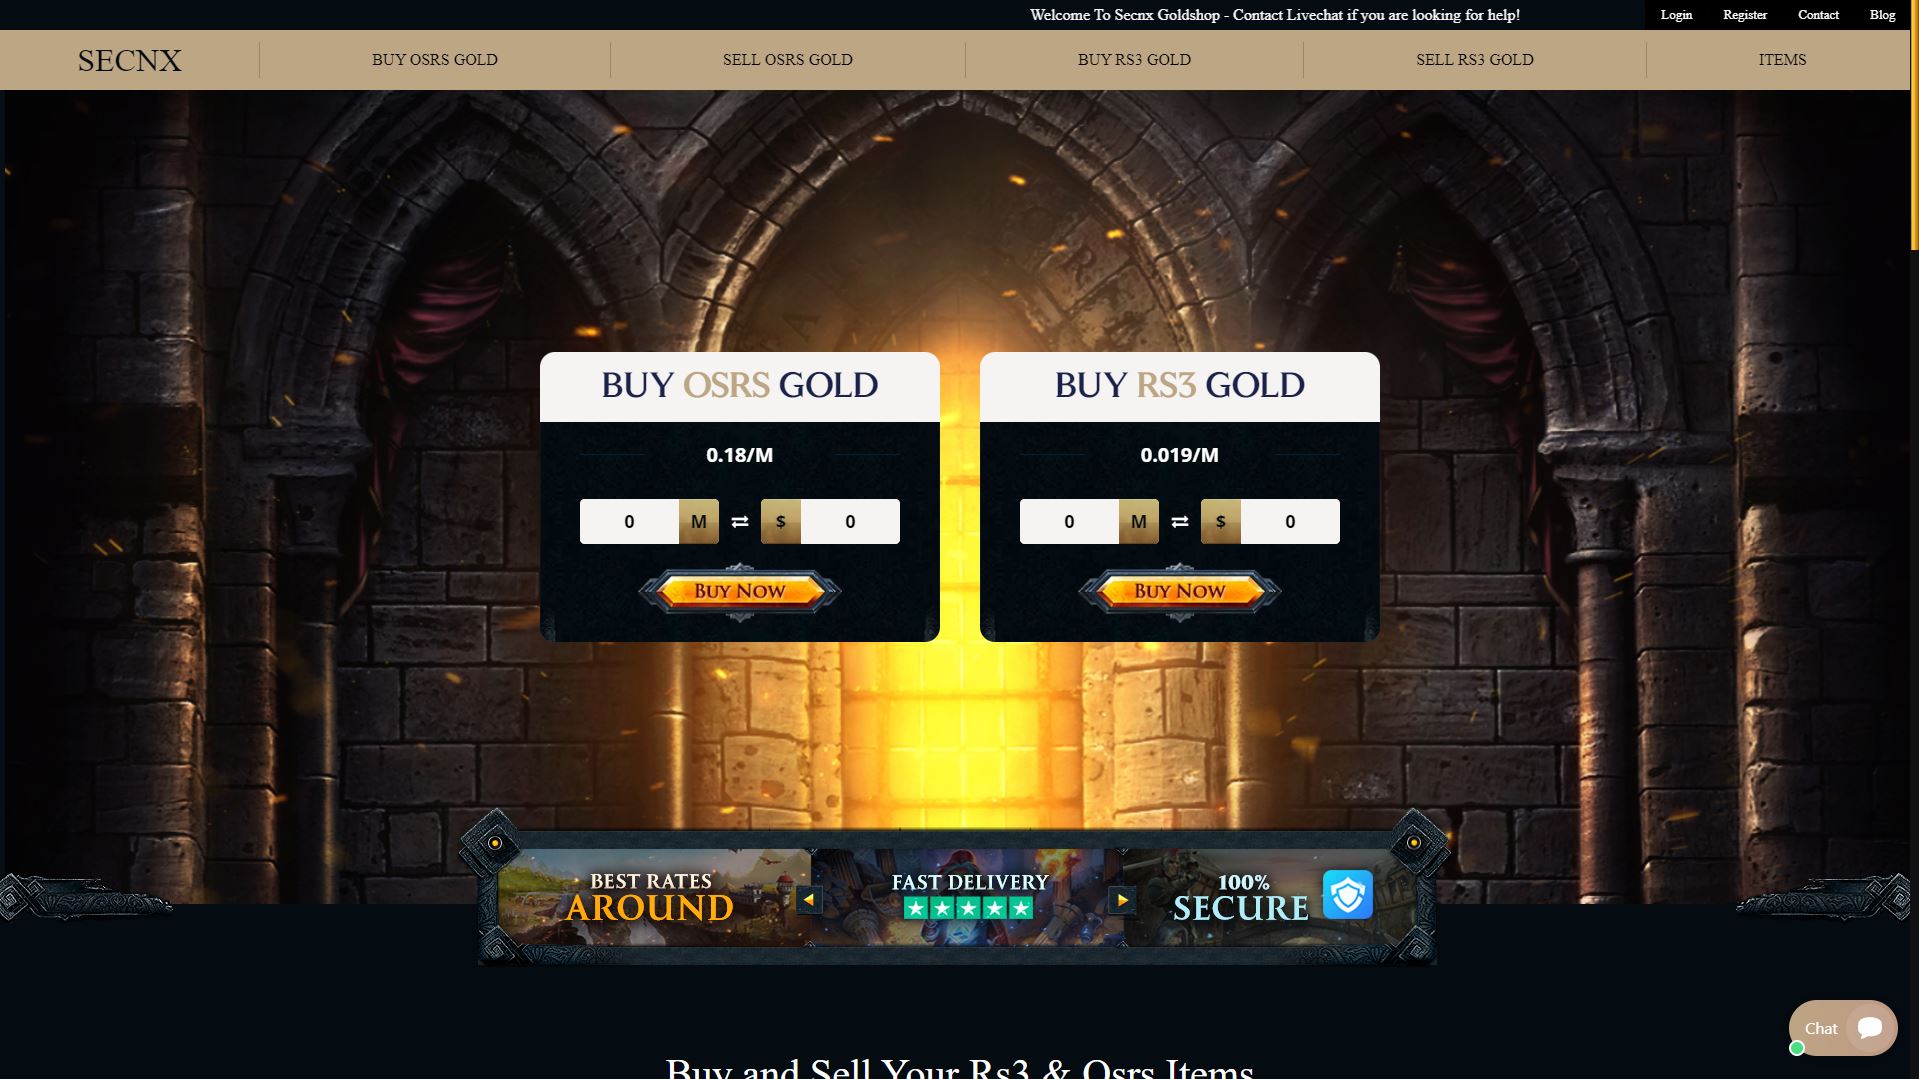 Welcome To Secnx Goldshop - Contact Livechat if you are looking for help!
Login Register Contact Blog
SECNX
BUY OSRS GOLD
SELL OSRS GOLD
BUY RS3 GOLD
SELL RS3 GOLD
ITEMS
BUY OSRS GOLD
0.18/M
0 M $ 0
BUY NOW
BUY RS3 GOLD
0.019/M
0 M $ 0
BUY NOW
BEST RATES
AROUND
FAST DELIVERY
100%
SECURE
Chat
Buy and Sell Your Rs3 & Osrs Items